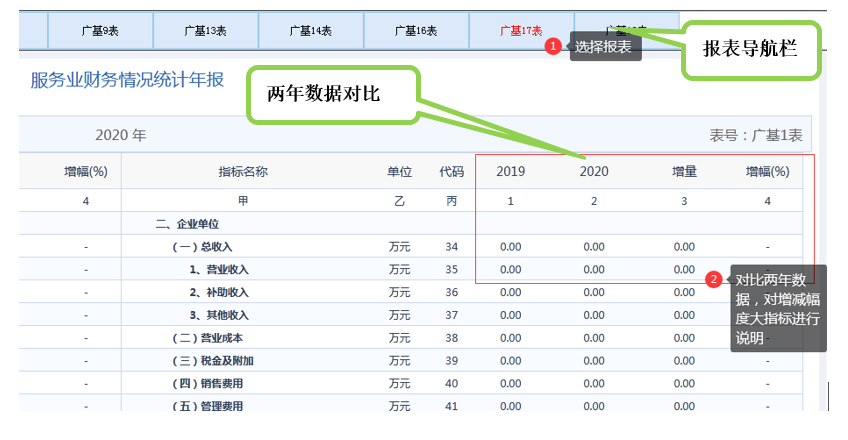 广基9表 广基13表 广基14表 广基16表 广基17表
1 选择报表
报表导航栏
服务业财务情况统计年报
两年数据对比
2020 年 表号：广基1表
增幅(%) 指标名称 单位 代码 2019 2020 增量 增幅(%)
4 甲 乙 丙 1 2 3 4
二、企业单位
- （一）总收入 万元 34 0.00 0.00 0.00 -
- 1、营业收入 万元 35 0.00 0.00 0.00
- 2、补助收入 万元 36 0.00 0.00 0.00
- 3、其他收入 万元 37 0.00 0.00 0.00
- （二）营业成本 万元 38 0.00 0.00 0.00 -
- （三）税金及附加 万元 39 0.00 0.00 0.00 -
- （四）销售费用 万元 40 0.00 0.00 0.00 -
- （五）管理费用 万元 41 0.00 0.00 0.00 -
2 对比两年数
据，对增减幅
度大指标进行
说明